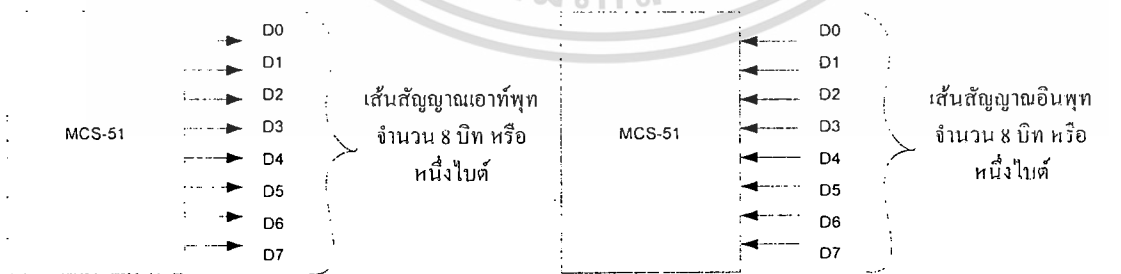 MCS-51
D0
D1
D2
D3
D4
D5
D6
D7
เส้นสัญญาณเอาท์พุท
จำนวน 8 บิท หรือ
หนึ่งไบต์
MCS-51
D0
D1
D2
D3
D4
D5
D6
D7
เส้นสัญญาณอินพุท
จำนวน 8 บิท หรือ
หนึ่งไบต์